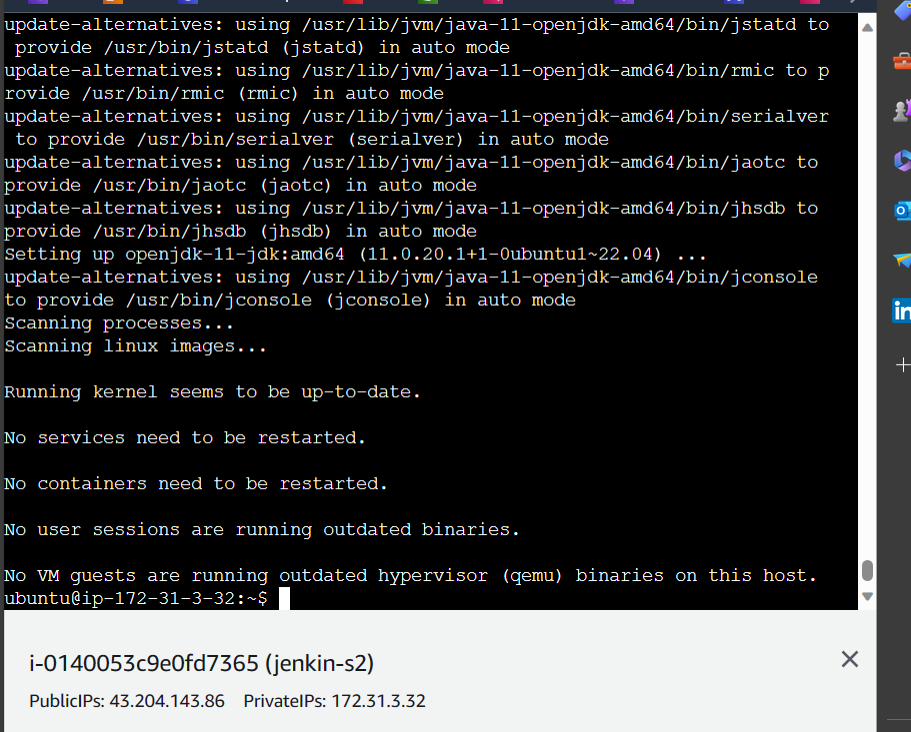 update-alternatives: using /usr/lib/jvm/java-11-openjdk-amd64/bin/jstatd to
 provide /usr/bin/jstatd (jstatd) in auto mode
update-alternatives: using /usr/lib/jvm/java-11-openjdk-amd64/bin/rmic to p
rovide /usr/bin/rmic (rmic) in auto mode
update-alternatives: using /usr/lib/jvm/java-11-openjdk-amd64/bin/serialver
 to provide /usr/bin/serialver (serialver) in auto mode
update-alternatives: using /usr/lib/jvm/java-11-openjdk-amd64/bin/jaotc to
provide /usr/bin/jaotc (jaotc) in auto mode
update-alternatives: using /usr/lib/jvm/java-11-openjdk-amd64/bin/jhsdb to
provide /usr/bin/jhsdb (jhsdb) in auto mode
Setting up openjdk-11-jdk:amd64 (11.0.20.1+1-0ubuntu1~22.04) ...
update-alternatives: using /usr/lib/jvm/java-11-openjdk-amd64/bin/jconsole
to provide /usr/bin/jconsole (jconsole) in auto mode
Scanning processes...
Scanning linux images...
Running kernel seems to be up-to-date.
No services need to be restarted.
No containers need to be restarted.
No user sessions are running outdated binaries.
No VM guests are running outdated hypervisor (qemu) binaries on this host.
ubuntu@ip-172-31-3-32:~$
i-0140053c9e0fd7365 (jenkin-s2)
PublicIPs: 43.204.143.86 PrivateIPs: 172.31.3.32
in